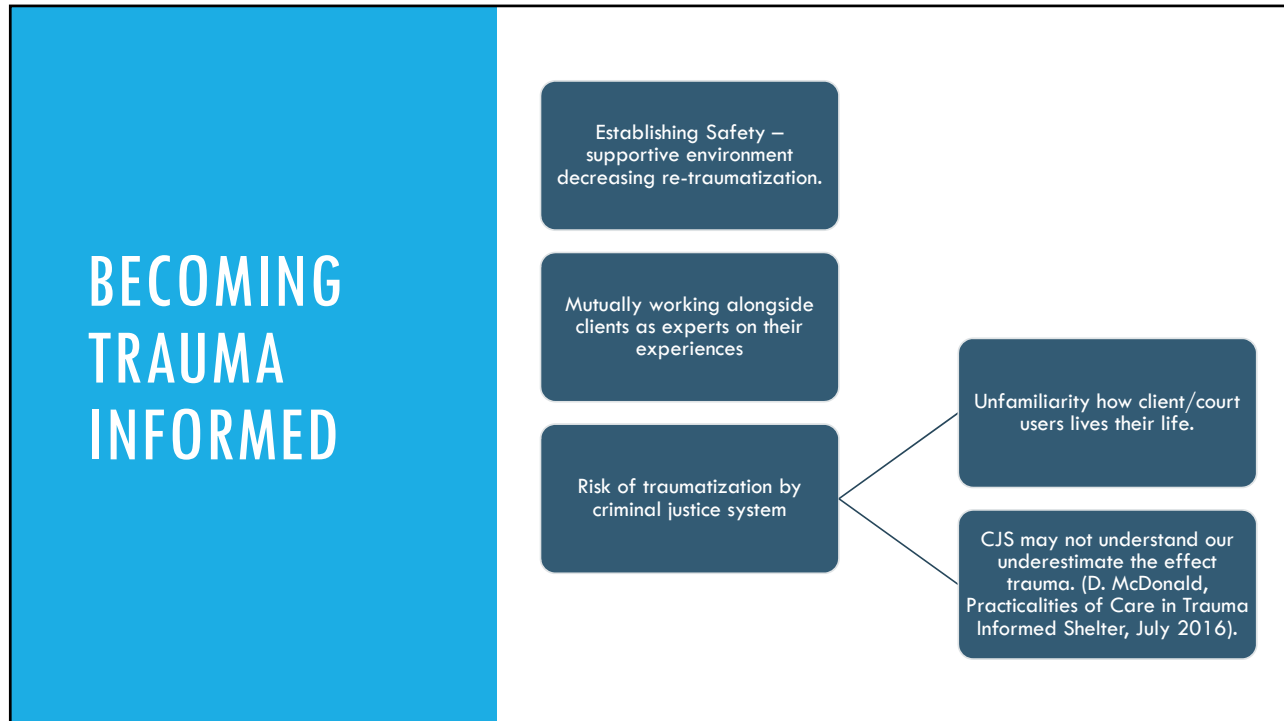 BECOMING
TRAUMA
INFORMED
Establishing Safety –
supportive environment
decreasing re-traumatization.
Mutually working alongside
clients as experts on their
experiences
Risk of traumatization by
criminal justice system
Unfamiliarity how client/court
users lives their life.
CJS may not understand our
underestimate the effect
trauma. (D. McDonald,
Practicalities of Care in Trauma
Informed Shelter, July 2016).